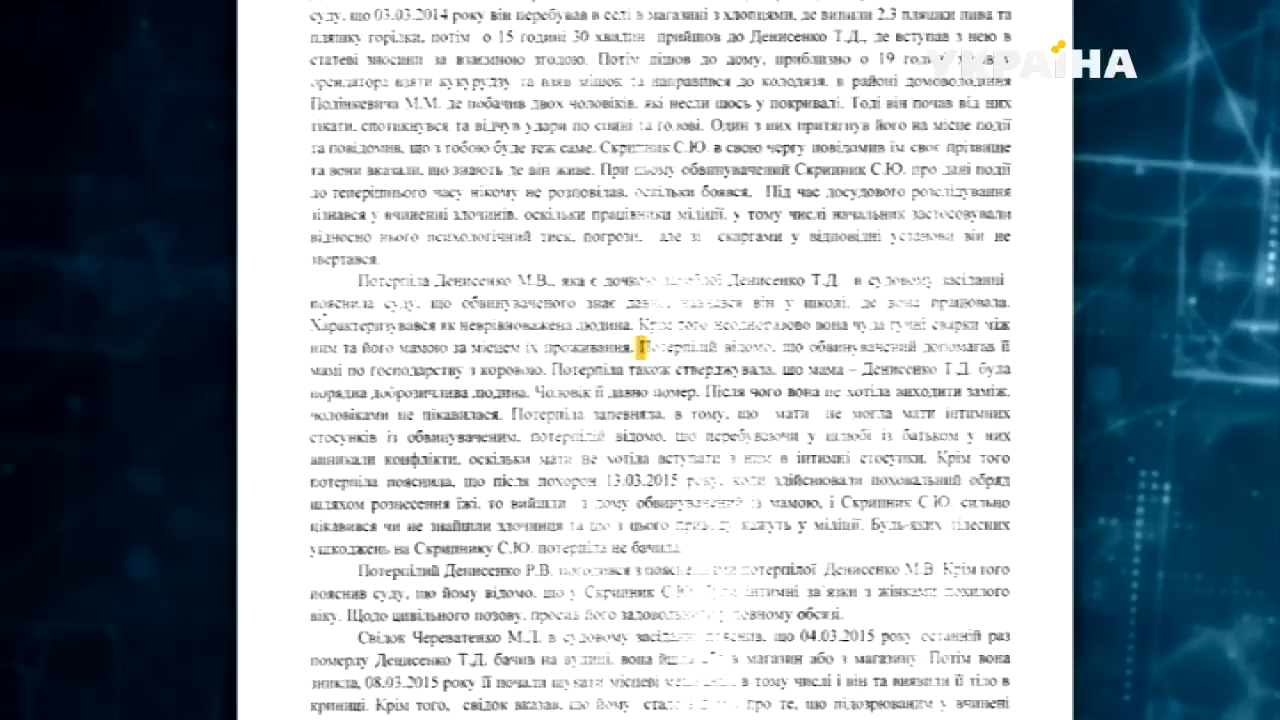 суду, що 03.03.2014 року він перебував в селі в магазині з хлопцями, де випили 2.3 пляшки пива та
пляшку горілки, потім о 15 годині 30 хвилин прийшов до Денисенко Т.Д., де вступав з нею в
статеві зносини за взаємною згодою. Потім пішов до дому, приблизно о 19
УКРАЇНА
орендатора взяти кукурудзу та взяв мішок та направився до колодязя, в районі домоволодіння
Полінкевича М.М. де побачив двох чоловіків, які несли щось у покривалі. Тоді він почав від них
тікати, спотикнувся та відчув удари по спині та голові. Один з них притягнув його на місце події
та повідомив, що з тобою буде теж саме. Скрипник С.Ю. в свою чергу повідомив їм своє прізвище
та вони вказали, що знають де він живе. При цьому обвинувачений Скрипник С.Ю. про дані події
до теперішнього часу нікому не розповідав, оскільки боявся. Під час досудового розслідування
зізнався у вчиненні злочинів, оскільки працівники міліції, у тому числі начальник застосовували
відносно нього психологічний тиск, погрози, але зі скаргами у відповідні установи він не
звертався.
Потерпіла Денисенко М.В., яка є дочкою Денисенко Т.Д. в судовому засіданні
пояснила суду, що обвинуваченого знає давно, навчався він у школі, де вона працювала.
Характеризувався як неврівноважена людина. Крім того неодноразово вона чула гучні сварки між
ним та його мамою за місцем їх проживання. Потерпілій відомо, що обвинувачений допомагав її
мамі по господарству з коровою. Потерпіла також стверджувала, що мама – Денисенко Т.Д. була
порядна доброзичлива людина. Чоловік її давно помер. Після чого вона не хотіла виходити заміж,
чоловіками не цікавилася. Потерпіла запевняла, в тому, що мати не могла мати інтимних
стосунків із обвинуваченим, потерпілій відомо, що перебуваючи у шлюбі із батьком у них
виникали конфлікти, оскільки мати не хотіла вступати з ним в інтимні стосунки. Крім того
потерпіла пояснила, що після похорон 13.03.2015 року, коли здійснювали поховальний обряд
шляхом рознесення їжі, то вийшли з дому обвинувачений із мамою, і Скрипник С.Ю. сильно
цікавився чи не знайшли злочинця та що з цього приводу кажуть у міліції. Будь-яких тілесних
ушкоджень на Скрипнику С.Ю. потерпіла не бачила.
Потерпілий Денисенко Р.В. погодився з поясненнями потерпілої Денисенко М.В. Крім того
пояснив суду, що йому відомо, що у Скрипник С.Ю. були інтимні зв'язки з жінками похилого
віку. Щодо цивільного позову, просив його задовольнити у повному обсязі.
Свідок Череватенко М.Л. в судовому засіданні пояснив, що 04.03.2015 року останній раз
померлу Денисенко Т.Д. бачив на вулиці, вона йшла або в магазин або з магазину. Потім вона
зникла, 08.03.2015 року її почали шукати в тому числі і він та виявили її тіло в
криниці. Крім того, свідок вказав, що йому стало відомо про те, що підозрюваним у вчинені